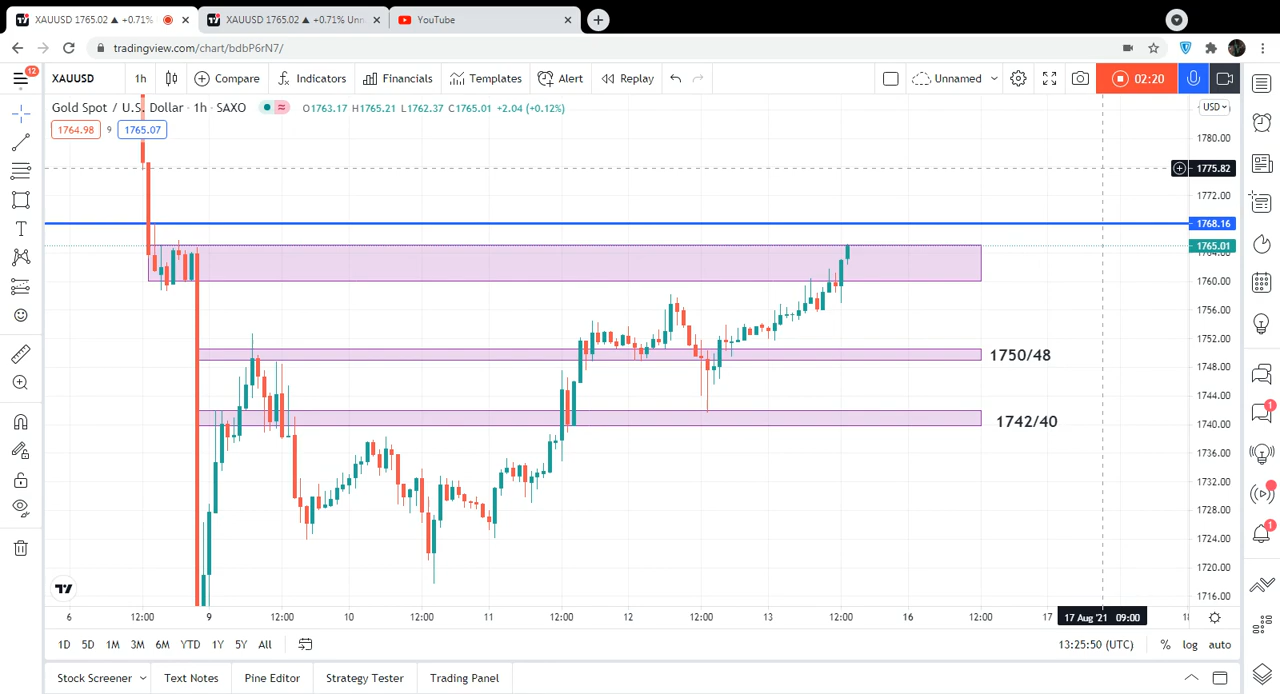 XAUUSD 1765.02 ▲ +0.71%
XAUUSD 1765.02 ▲ +0.71% Unn
YouTube
tradingview.com/chart/bdbP6rN7/
12
XAUUSD
1h
Compare
Indicators
Financials
Templates
Alert
Replay
Unnamed
02:20
Gold Spot / U.S. Dollar · 1h · SAXO
O1763.17 H1765.21 L1762.37 C1765.01 +2.04 (+0.12%)
USD
1764.98
9
1765.07
1780.00
1775.82
1772.00
1768.16
1765.01
1764.00
1760.00
1756.00
1752.00
1748.00
1744.00
1740.00
1736.00
1732.00
1728.00
1724.00
1720.00
1716.00
1750/48
1742/40
1
1
1
6
12:00
9
12:00
10
12:00
11
12:00
12
12:00
13
12:00
16
12:00
17
17 Aug '21 09:00
1D
5D
1M
3M
6M
YTD
1Y
5Y
All
13:25:50 (UTC)
%
log
auto
Stock Screener
Text Notes
Pine Editor
Strategy Tester
Trading Panel